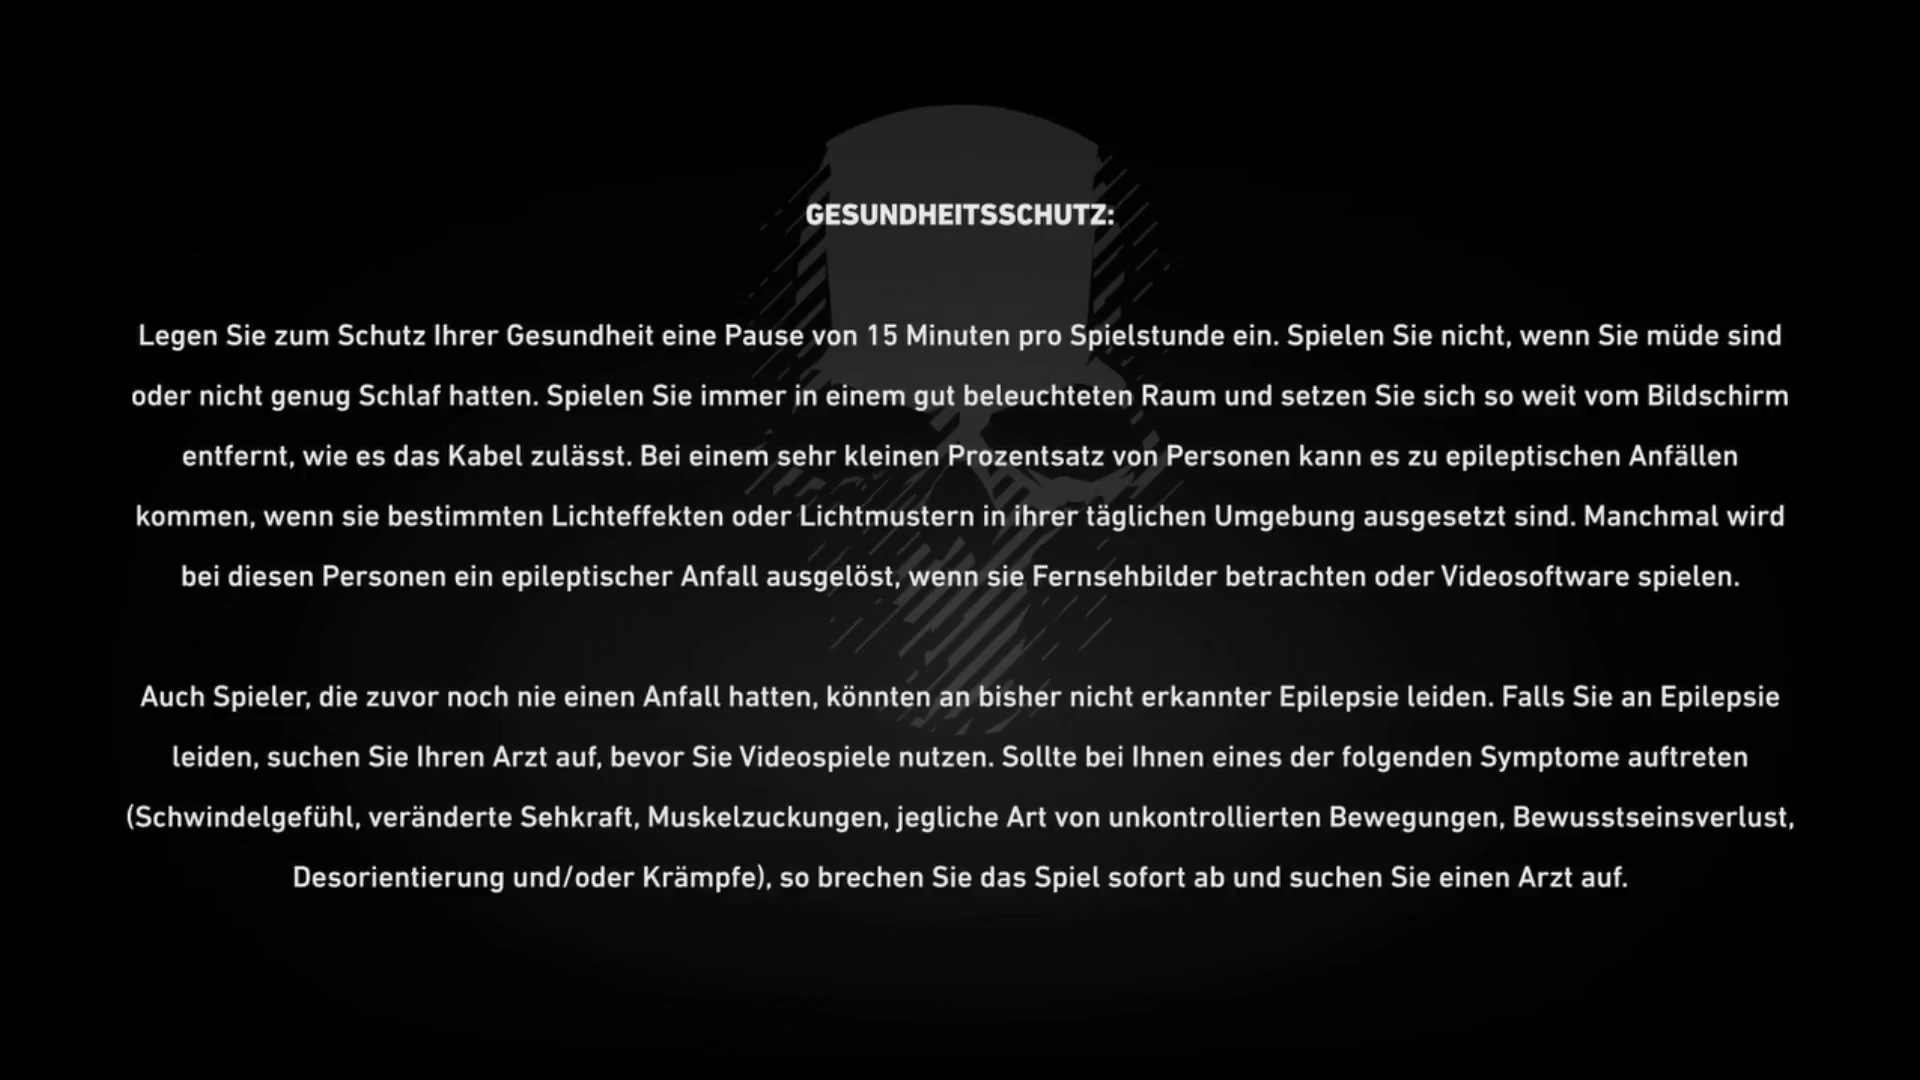 GESUNDHEITSSCHUTZ:
Legen Sie zum Schutz Ihrer Gesundheit eine Pause von 15 Minuten pro Spielstunde ein. Spielen Sie nicht, wenn Sie müde sind
oder nicht genug Schlaf hatten. Spielen Sie immer in einem gut beleuchteten Raum und setzen Sie sich so weit vom Bildschirm
entfernt, wie es das Kabel zulässt. Bei einem sehr kleinen Prozentsatz von Personen kann es zu epileptischen Anfällen
kommen, wenn sie bestimmten Lichteffekten oder Lichtmustern in ihrer täglichen Umgebung ausgesetzt sind. Manchmal wird
bei diesen Personen ein epileptischer Anfall ausgelöst, wenn sie Fernsehbilder betrachten oder Videosoftware spielen.
Auch Spieler, die zuvor noch nie einen Anfall hatten, könnten an bisher nicht erkannter Epilepsie leiden. Falls Sie an Epilepsie
leiden, suchen Sie Ihren Arzt auf, bevor Sie Videospiele nutzen. Sollte bei Ihnen eines der folgenden Symptome auftreten
(Schwindelgefühl, veränderte Sehkraft, Muskelzuckungen, jegliche Art von unkontrollierten Bewegungen, Bewusstseinsverlust,
Desorientierung und/oder Krämpfe), so brechen Sie das Spiel sofort ab und suchen Sie einen Arzt auf.